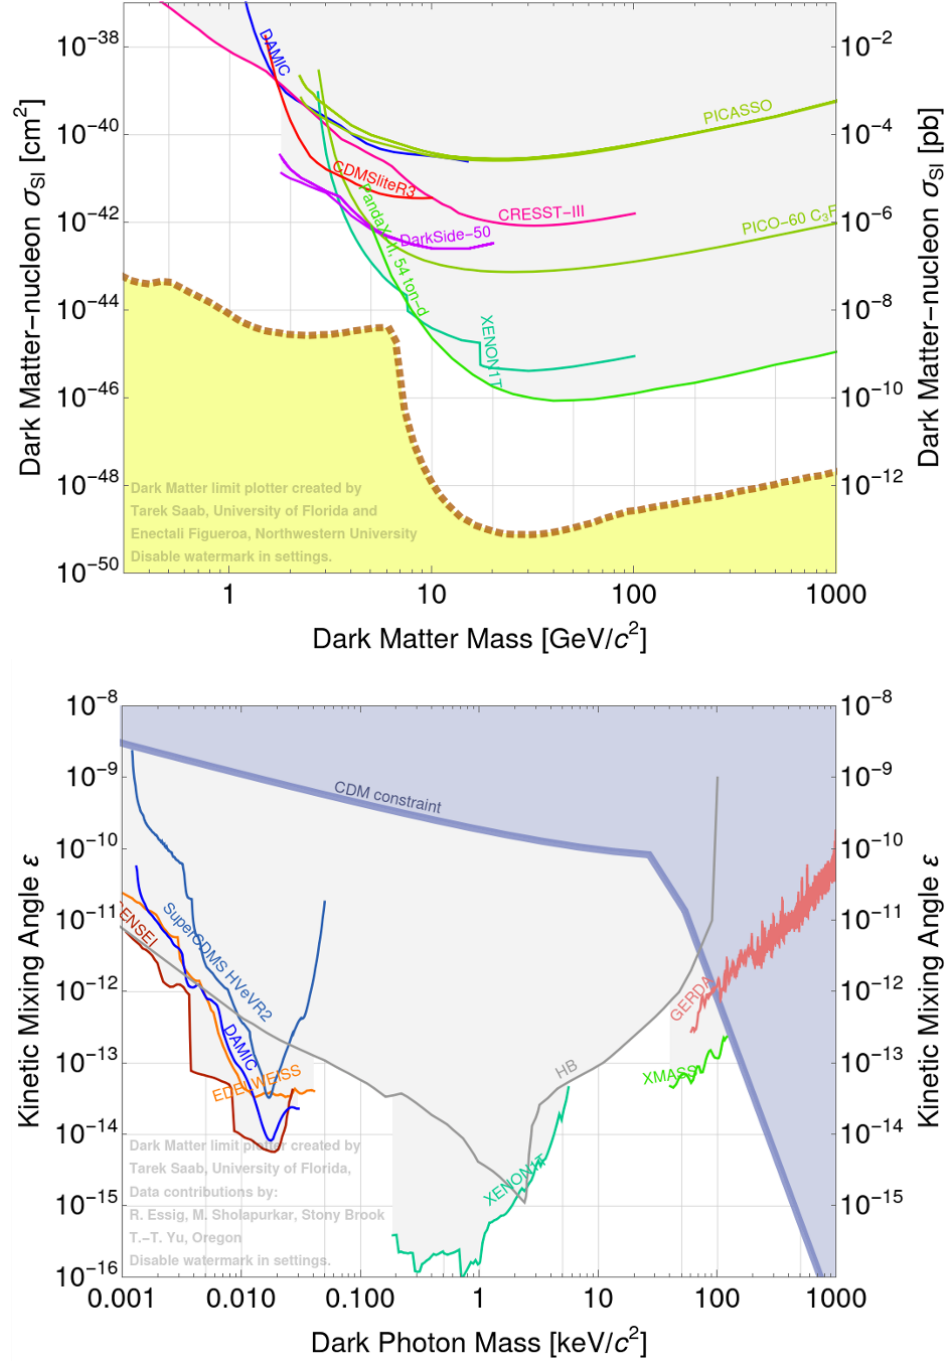 10⁻³⁸
10⁻⁴⁰
10⁻⁴²
10⁻⁴⁴
10⁻⁴⁶
10⁻⁴⁸
10⁻⁵⁰
Dark Matter−nucleon σSI [cm²]
10⁻²
10⁻⁴
10⁻⁶
10⁻⁸
10⁻¹⁰
10⁻¹²
Dark Matter−nucleon σSI [pb]
DAMIC
PICASSO
CDMSliteR3
CRESST−III
PICO−60 C₃F
DarkSide−50
PandaX−II, 54 ton−d
XENON1T
Dark Matter limit plotter created by
Tarek Saab, University of Florida and
Enectali Figueroa, Northwestern University
Disable watermark in settings.
1 10 100 1000
Dark Matter Mass [GeV/c²]
10⁻⁸
10⁻⁹
10⁻¹⁰
10⁻¹¹
10⁻¹²
10⁻¹³
10⁻¹⁴
10⁻¹⁵
10⁻¹⁶
Kinetic Mixing Angle ε
10⁻⁸
10⁻⁹
10⁻¹⁰
10⁻¹¹
10⁻¹²
10⁻¹³
10⁻¹⁴
10⁻¹⁵
Kinetic Mixing Angle ε
CDM constraint
ENSEI
SuperCDMS HVeVR2
DAMIC
EDELWEISS
HB
GERDA
XMASS
XENON1T
Dark Matter limit plotter created by
Tarek Saab, University of Florida,
Data contributions by:
R. Essig, M. Sholapurkar, Stony Brook
T.−T. Yu, Oregon
Disable watermark in settings.
0.001 0.010 0.100 1 10 100 1000
Dark Photon Mass [keV/c²]